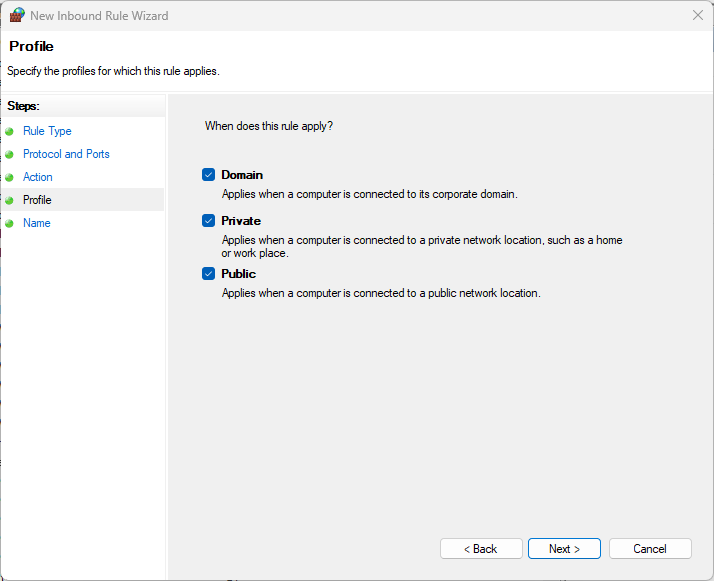 New Inbound Rule Wizard
Profile
Specify the profiles for which this rule applies.
Steps:
Rule Type
Protocol and Ports
Action
Profile
Name
When does this rule apply?
Domain
Applies when a computer is connected to its corporate domain.
Private
Applies when a computer is connected to a private network location, such as a home
or work place.
Public
Applies when a computer is connected to a public network location.
< Back
Next >
Cancel